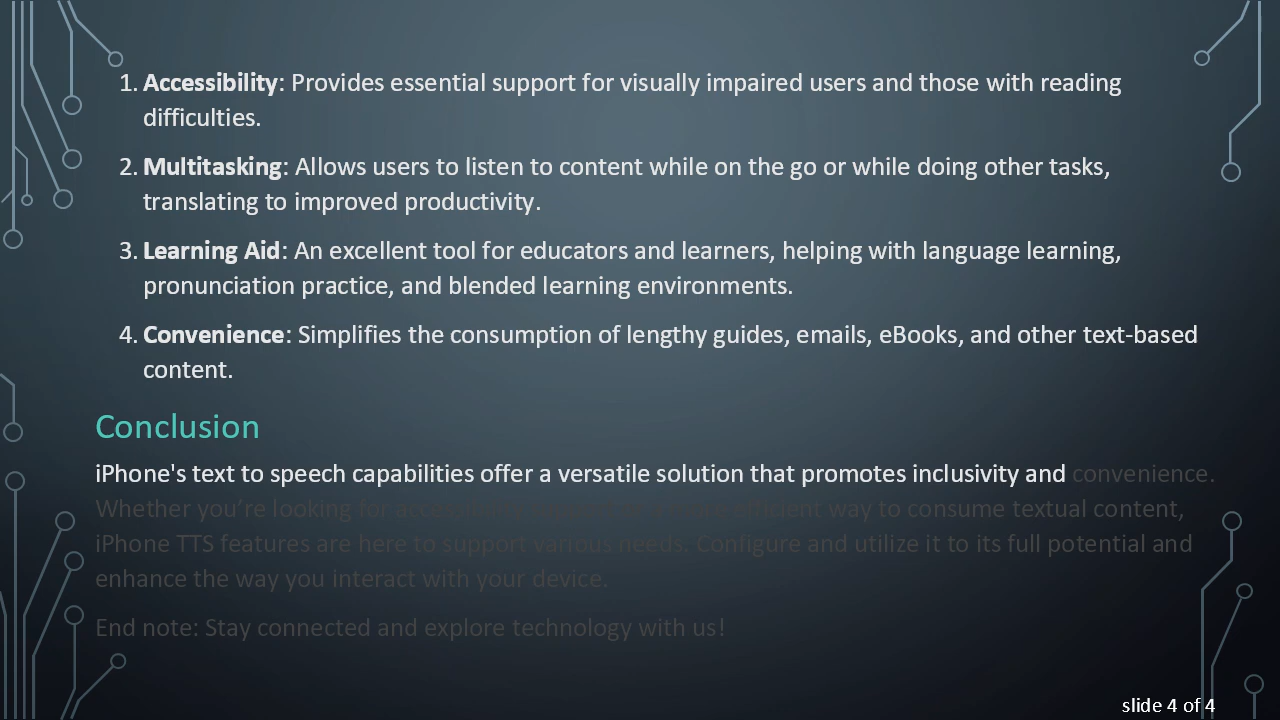 1. Accessibility: Provides essential support for visually impaired users and those with reading
difficulties.
2. Multitasking: Allows users to listen to content while on the go or while doing other tasks,
translating to improved productivity.
3. Learning Aid: An excellent tool for educators and learners, helping with language learning,
pronunciation practice, and blended learning environments.
4. Convenience: Simplifies the consumption of lengthy guides, emails, eBooks, and other text-based
content.
Conclusion
iPhone's text to speech capabilities offer a versatile solution that promotes inclusivity and convenience.
Whether you’re looking for efficient way to consume textual content,
iPhone TTS features are here to support various needs. Configure and utilize it to its full potential and
enhance the way you interact with your device.
End note: Stay connected and explore technology with us!
slide 4 of 4